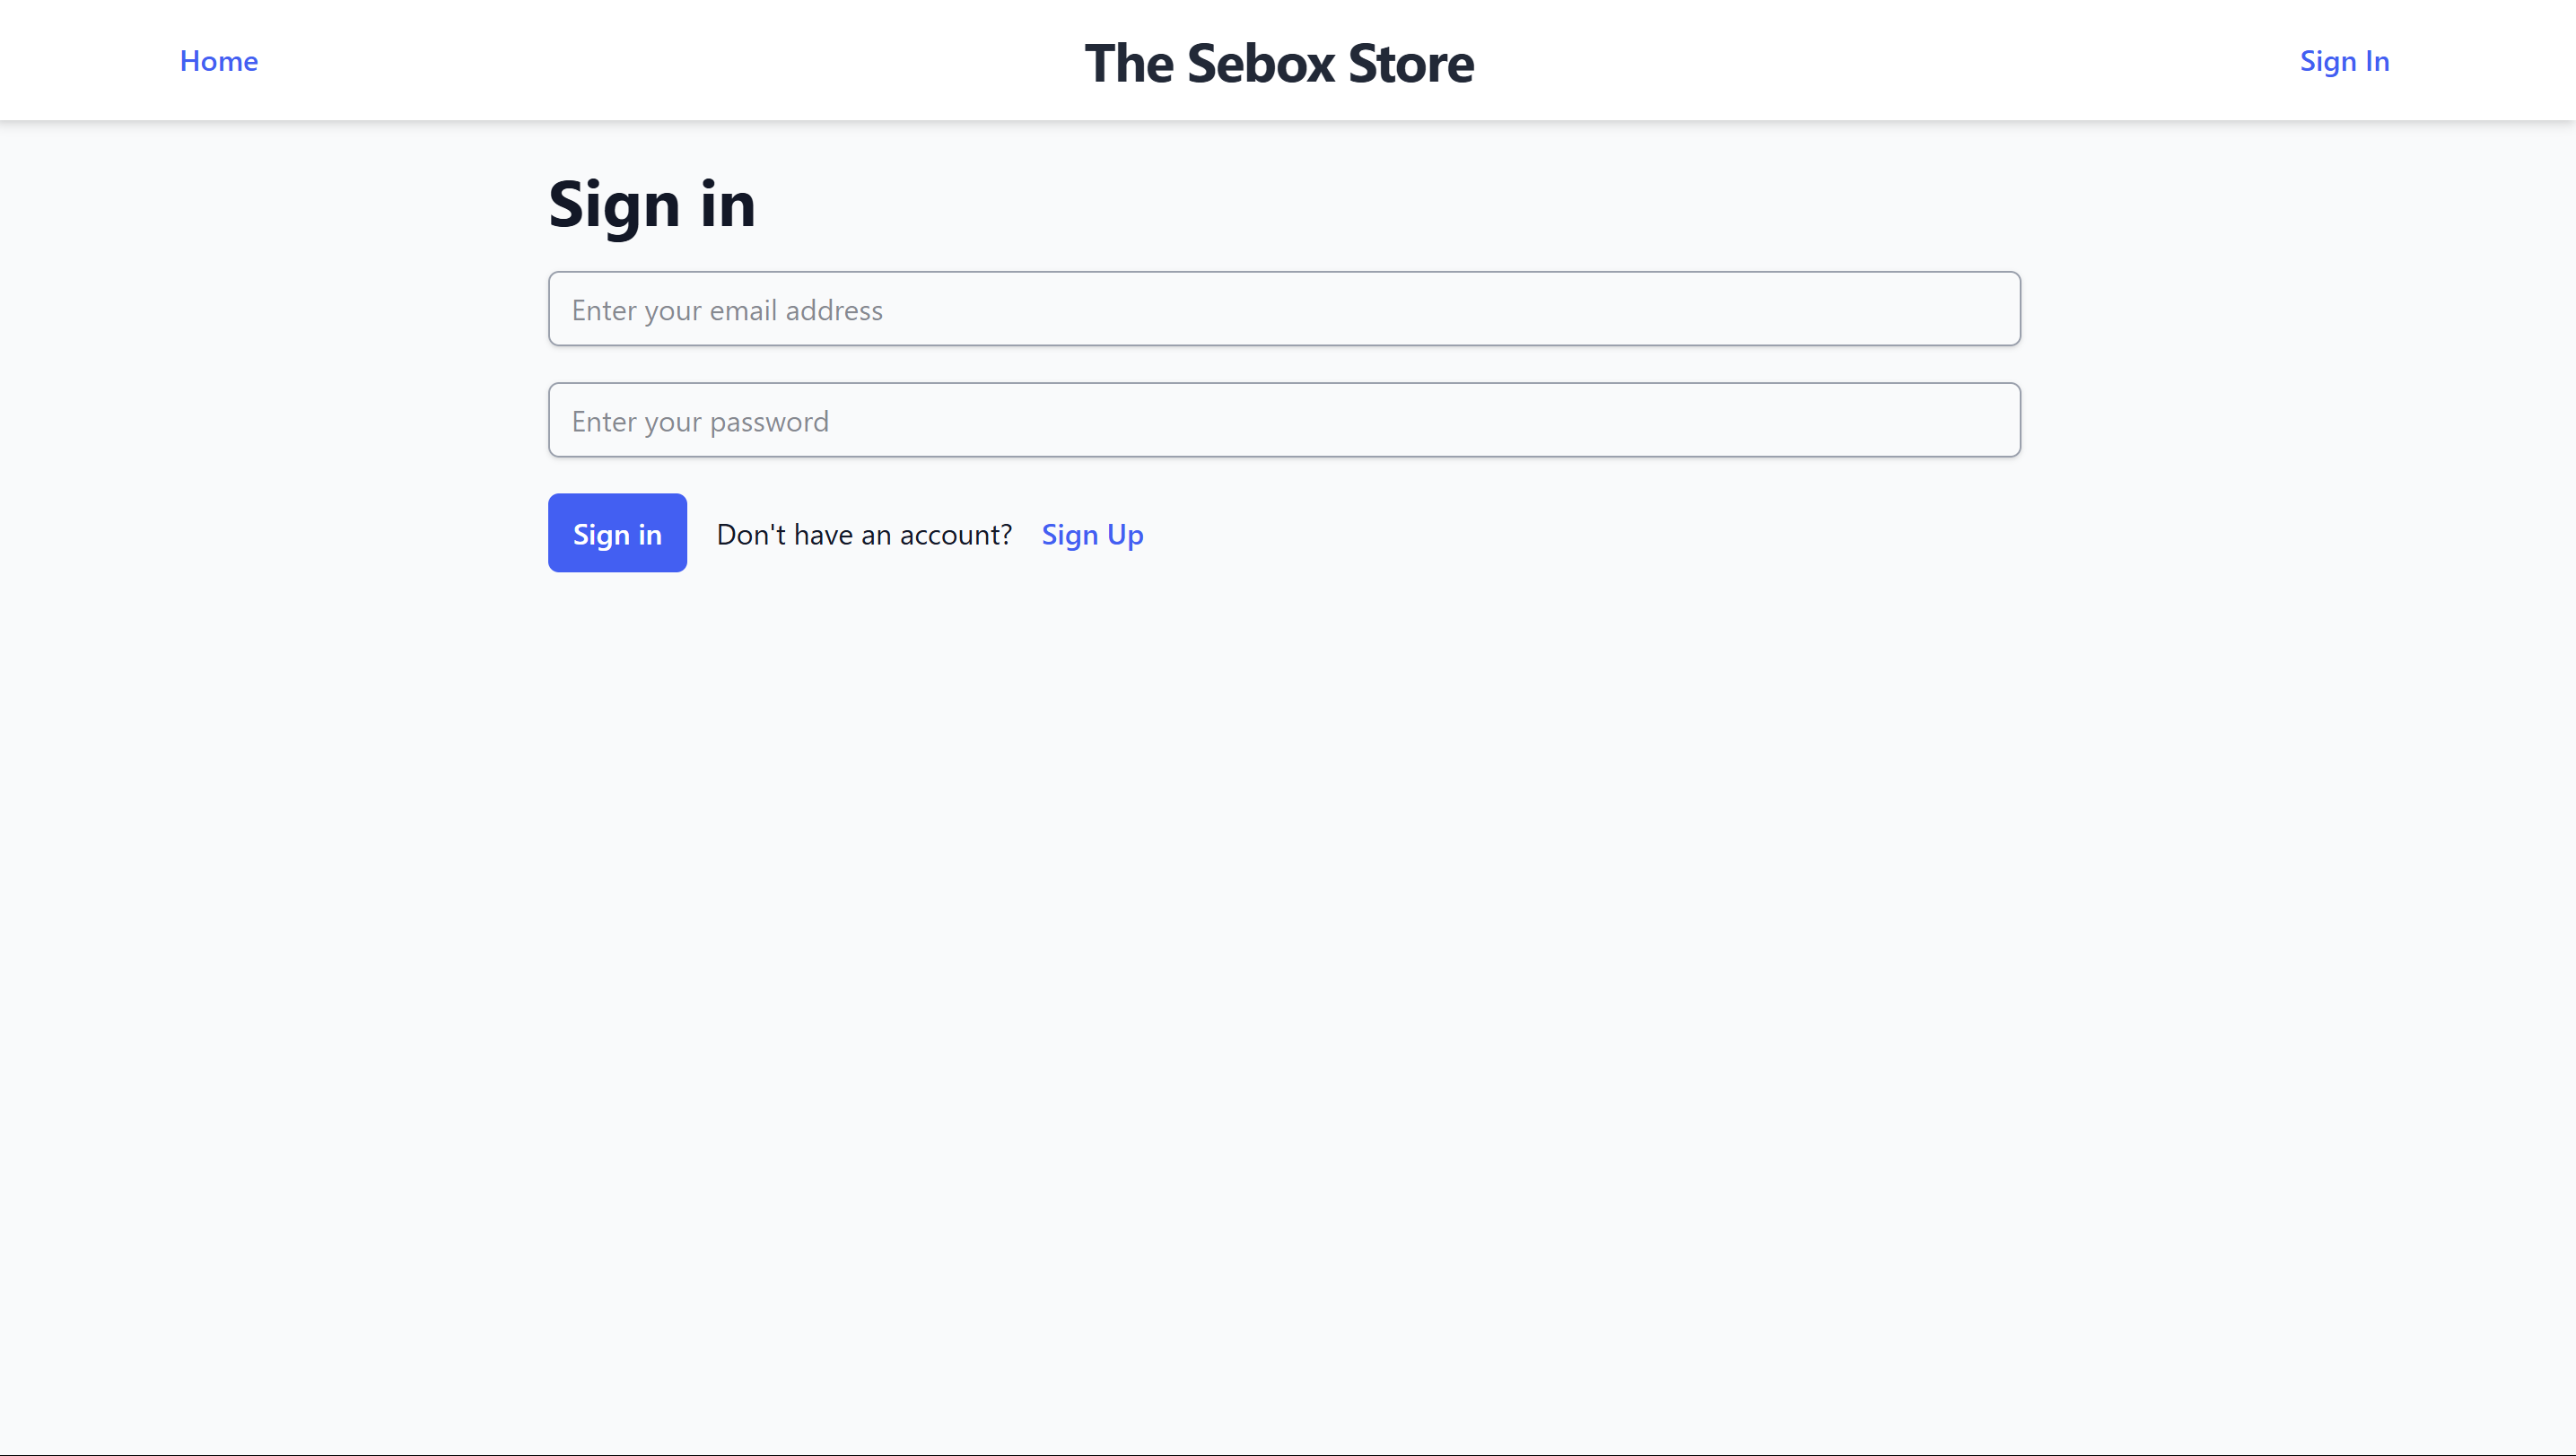 Home
The Sebox Store
Sign In
Sign in
Enter your email address
Enter your password
Sign in
Don't have an account? Sign Up